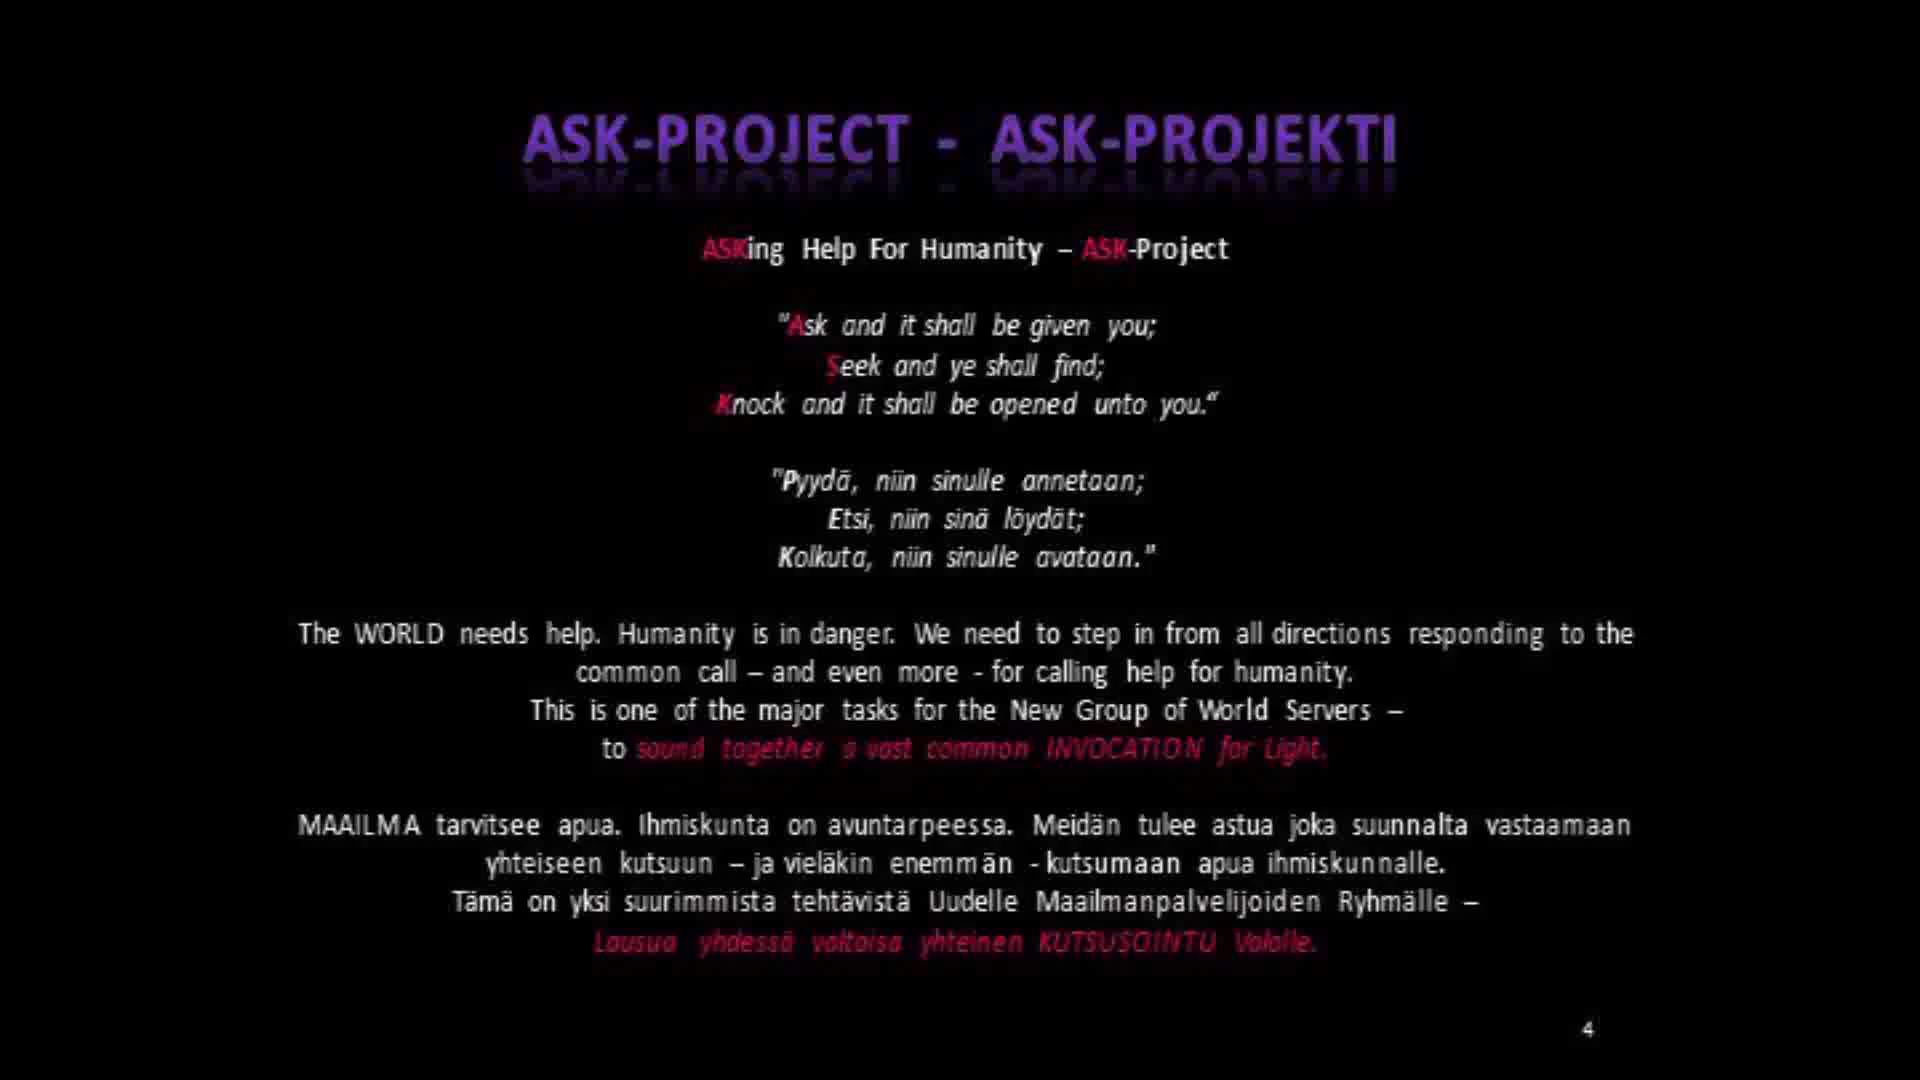 ASK-PROJECT - ASK-PROJEKTI
ASKing Help For Humanity – ASK-Project
"Ask and it shall be given you;
Seek and ye shall find;
Knock and it shall be opened unto you.“
"Pyydä, niin sinulle annetaan;
Etsi, niin sinä löydät;
Kolkuta, niin sinulle avataan."
The WORLD needs help. Humanity is in danger. We need to step in from all directions responding to the
common call – and even more - for calling help for humanity.
This is one of the major tasks for the New Group of World Servers –
to sound together a vast common INVOCATION for Light.
MAAILMA tarvitsee apua. Ihmiskunta on avuntarpeessa. Meidän tulee astua joka suunnalta vastaamaan
yhteiseen kutsuun – ja vieläkin enemmän - kutsumaan apua ihmiskunnalle.
Tämä on yksi suurimmista tehtävistä Uudelle Maailmanpalvelijoiden Ryhmälle –
Lausua yhdessä valtaisa yhteinen KUTSUSOINTU Valolle.
4